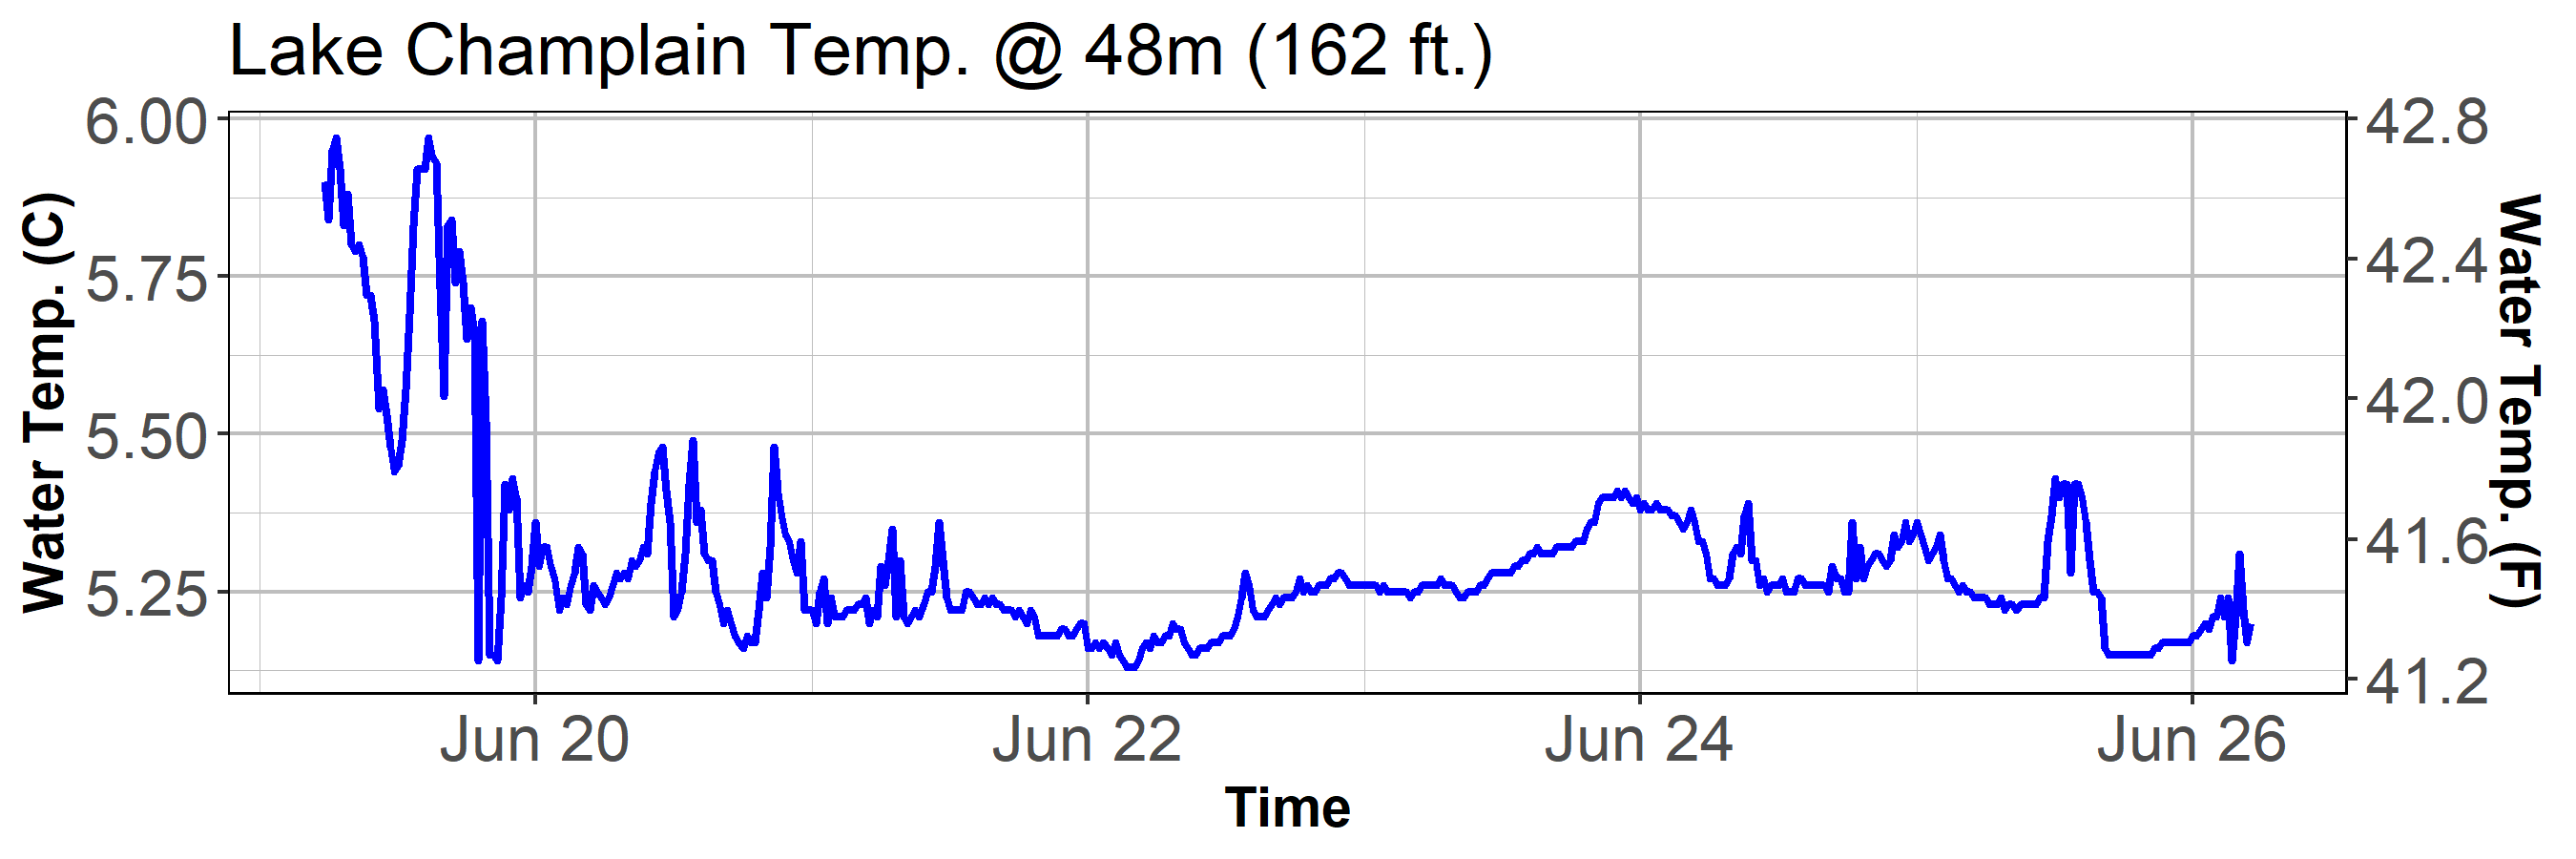 Lake Champlain Temp. @ 48m (162 ft.)
6.00
5.75
5.50
5.25
Water Temp. (C)
42.8
42.4
42.0
41.6
41.2
Water Temp. (F)
Jun 20 Jun 22 Jun 24 Jun 26
Time